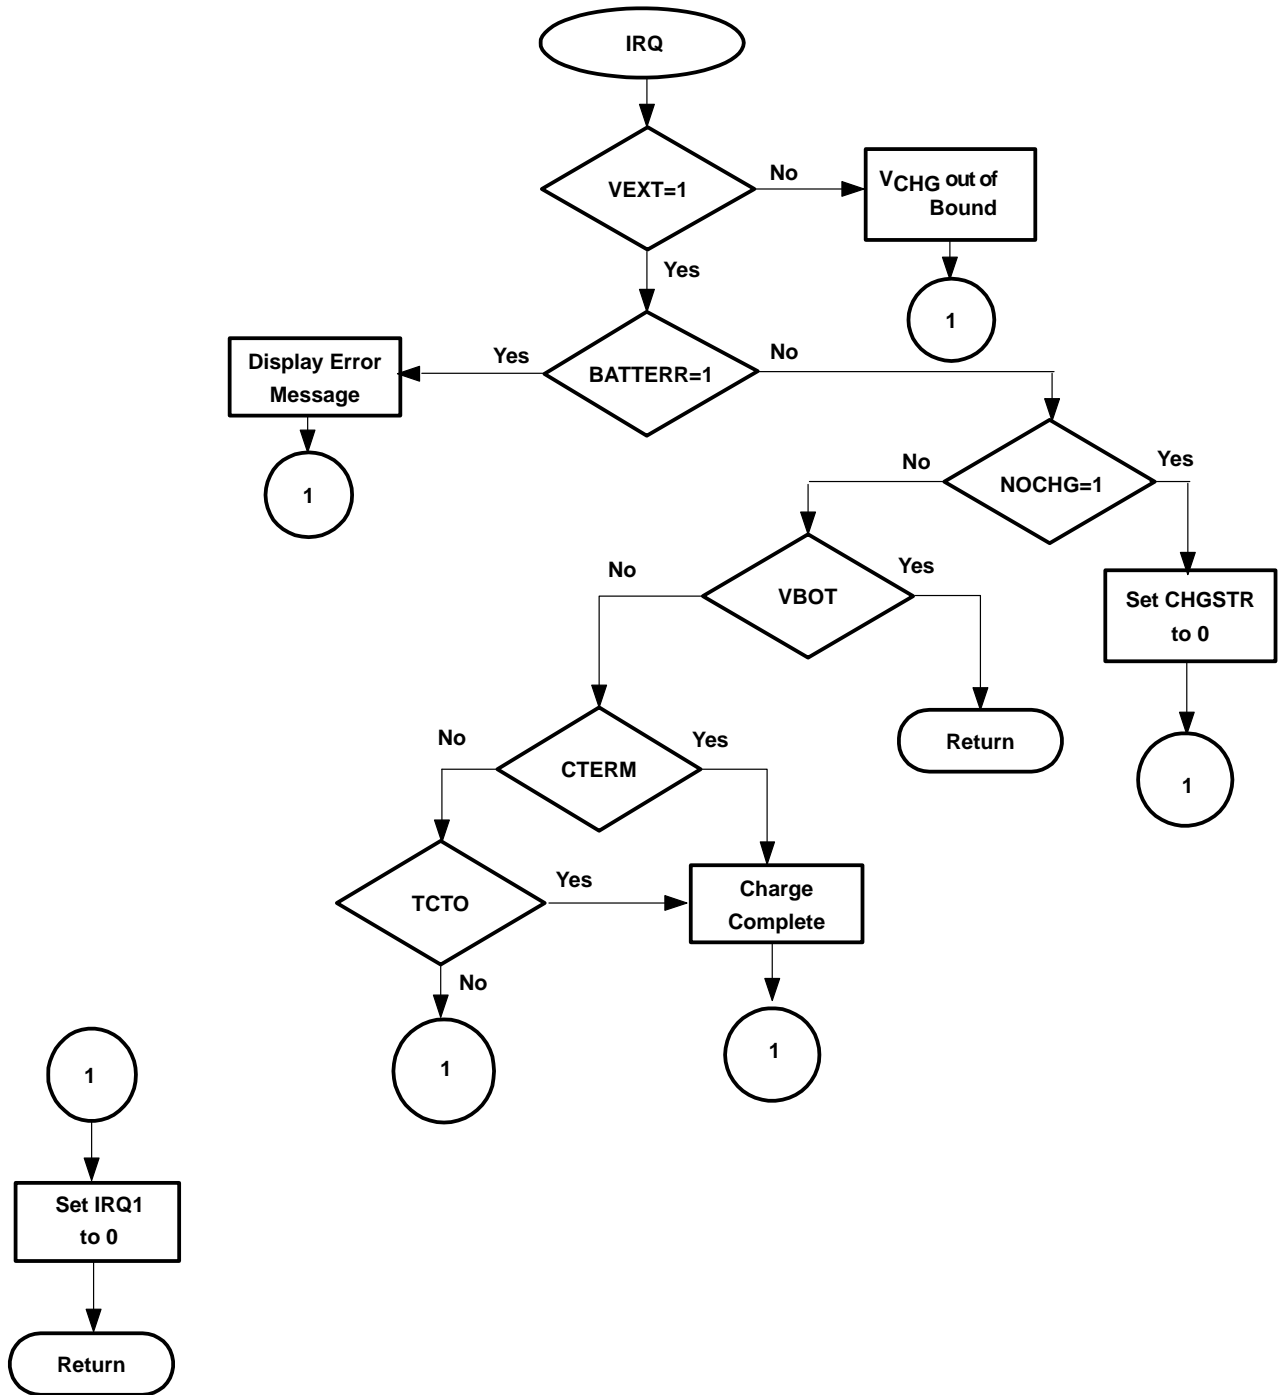 IRQ
VEXT=1
No
VCHG out of
Bound
Yes
1
Display Error
Message
Yes
BATTERR=1
No
1
No
NOCHG=1
Yes
No
VBOT
Yes
Set CHGSTR
to 0
No
CTERM
Yes
Return
1
TCTO
Yes
Charge
Complete
No
1
1
1
Set IRQ1
to 0
Return